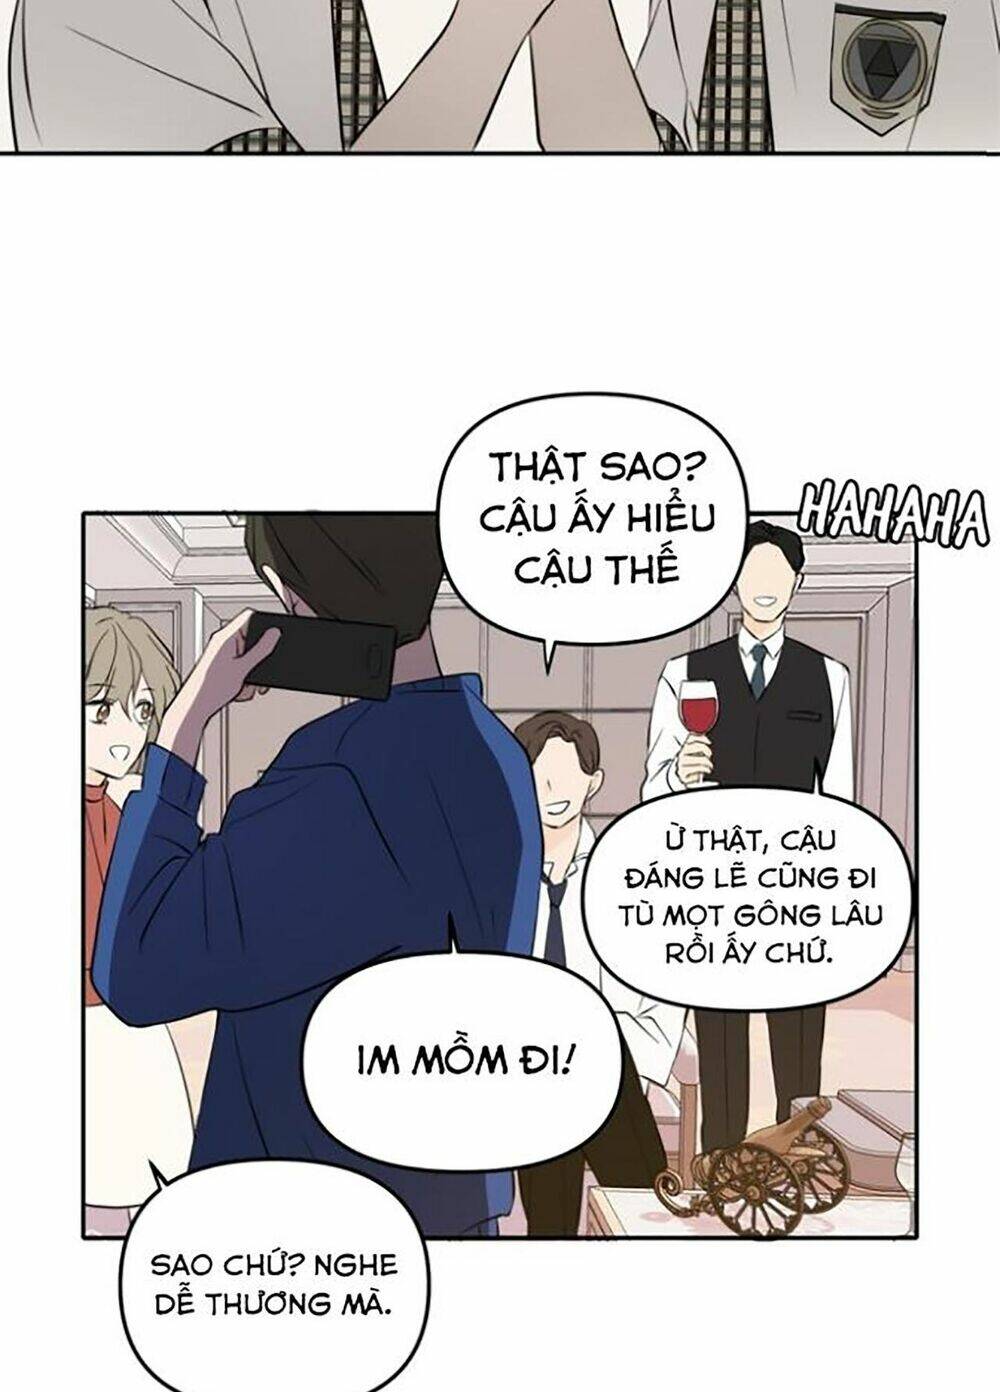 THẬT SAO?
CẬU ẤY HIỂU
CẬU THẾ
HAHAHA
Ừ THẬT, CẬU
ĐÁNG LẼ CŨNG ĐI
TÙ MỌT GÔNG LÂU
RỒI ẤY CHỨ.
IM MỒM ĐI!
SAO CHỨ? NGHE
DỄ THƯƠNG MÀ.